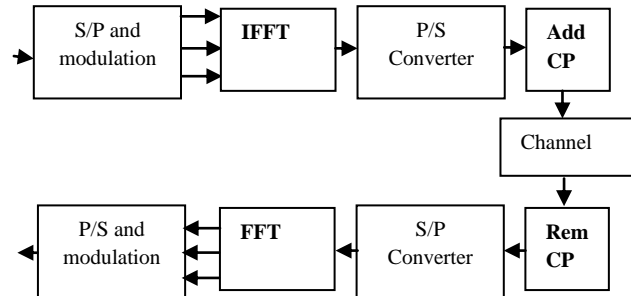 S/P and
modulation
IFFT
P/S
Converter
Add
CP
Channel
P/S and
modulation
FFT
S/P
Converter
Rem
CP